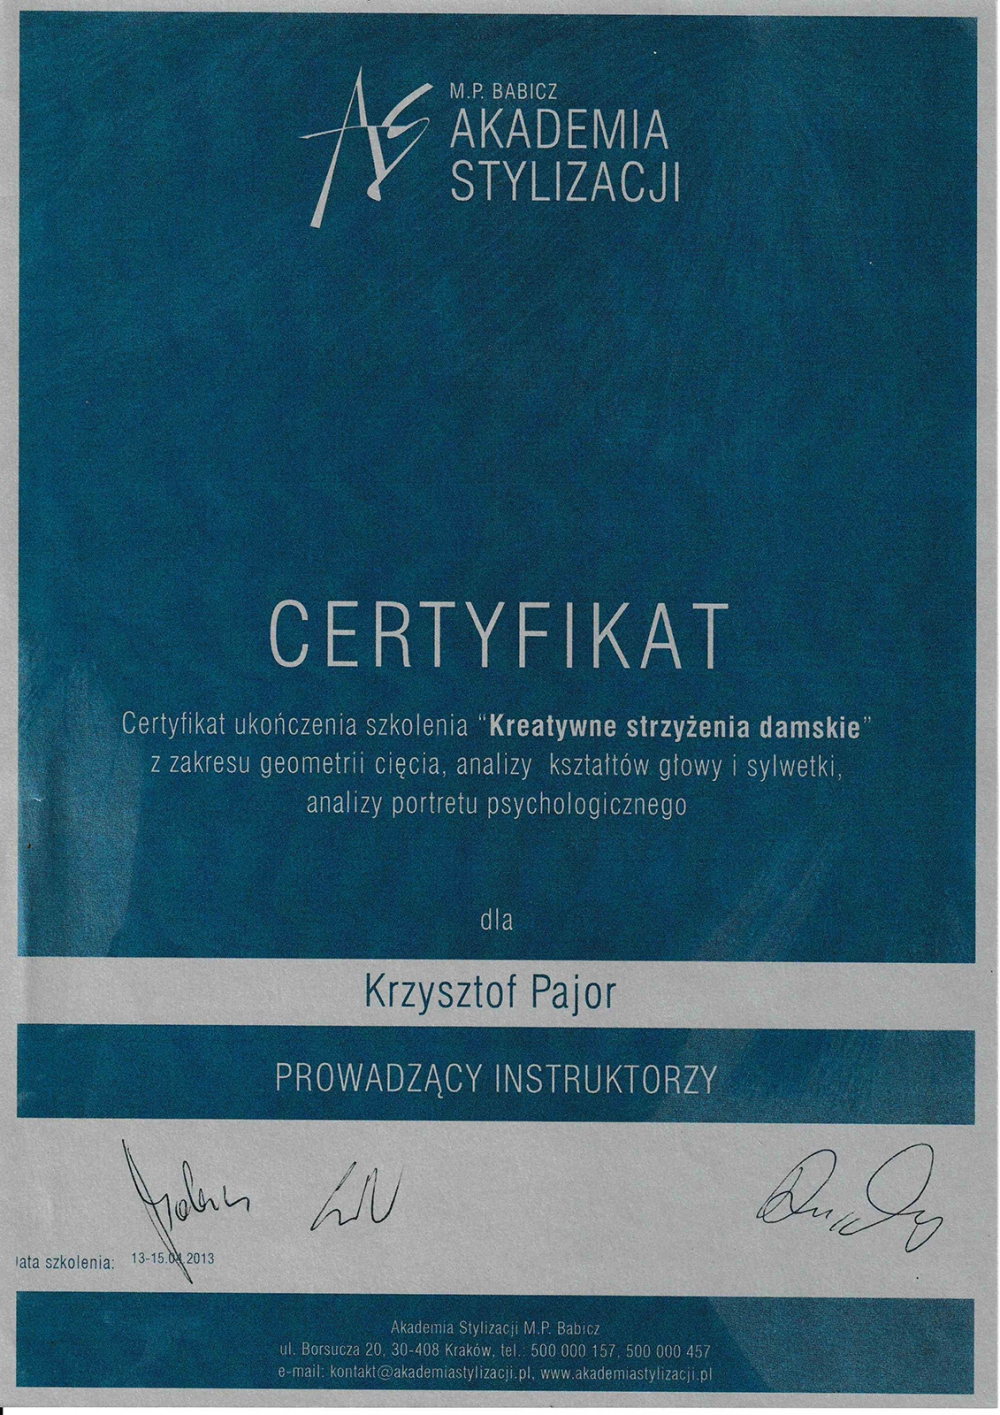 M.P. BABICZ
AKADEMIA
STYLIZACJI
CERTYFIKAT
Certyfikat ukończenia szkolenia “Kreatywne strzyżenia damskie”
z zakresu geometrii cięcia, analizy kształtów głowy i sylwetki,
analizy portretu psychologicznego
dla
Krzysztof Pajor
PROWADZĄCY INSTRUKTORZY
ata szkolenia: 13-15.04.2013
Akademia Stylizacji M.P. Babicz
ul. Borsucza 20, 30-408 Kraków, tel.: 500 000 157, 500 000 457
e-mail: kontakt@akademiastylizacji.pl, www.akademiastylizacji.pl